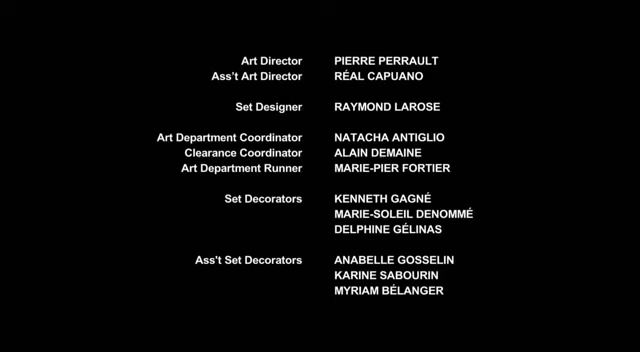 Art Director PIERRE PERRAULT
Ass't Art Director RÉAL CAPUANO
Set Designer RAYMOND LAROSE
Art Department Coordinator NATACHA ANTIGLIO
Clearance Coordinator ALAIN DEMAINE
Art Department Runner MARIE-PIER FORTIER
Set Decorators KENNETH GAGNÉ
MARIE-SOLEIL DENOMMÉ
DELPHINE GÉLINAS
Ass't Set Decorators ANABELLE GOSSELIN
KARINE SABOURIN
MYRIAM BÉLANGER